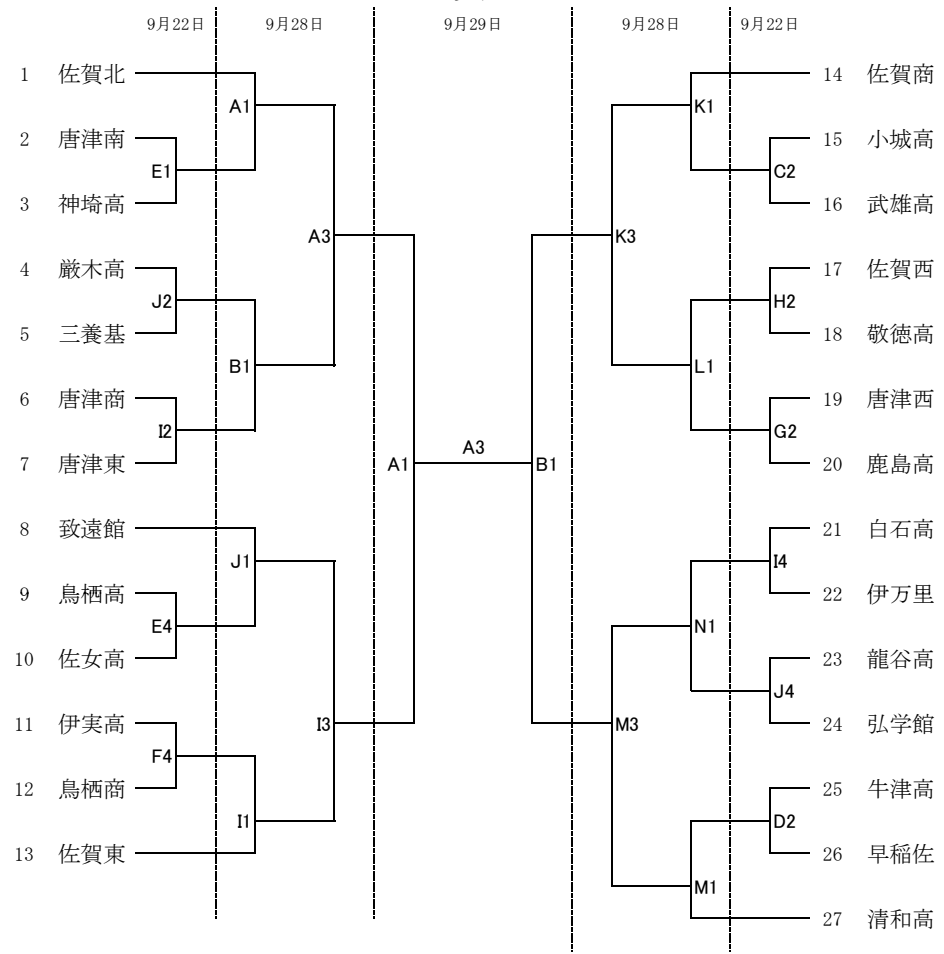 9月22日 9月28日 9月29日 9月28日 9月22日
1 佐賀北 14 佐賀商
A1 K1
2 唐津南 15 小城高
E1 C2
3 神埼高 16 武雄高
A3 K3
4 厳木高 17 佐賀西
J2 H2
5 三養基 18 敬徳高
B1 L1
6 唐津商 19 唐津西
I2 G2
A3
7 唐津東 A1 B1 20 鹿島高
8 致遠館 21 白石高
J1 I4
9 鳥栖高 22 伊万里
E4 N1
10 佐女高 23 龍谷高
J4
11 伊実高 I3 M3 24 弘学館
F4
12 鳥栖商 25 牛津高
I1 D2
13 佐賀東 26 早稲佐
M1
27 清和高